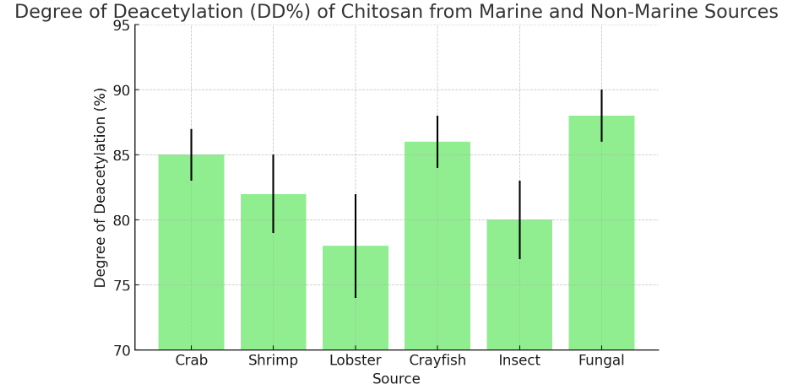 Degree of Deacetylation (DD%) of Chitosan from Marine and Non-Marine Sources
95
90
85
80
75
70
Degree of Deacetylation (%)
Crab Shrimp Lobster Crayfish Insect Fungal
Source